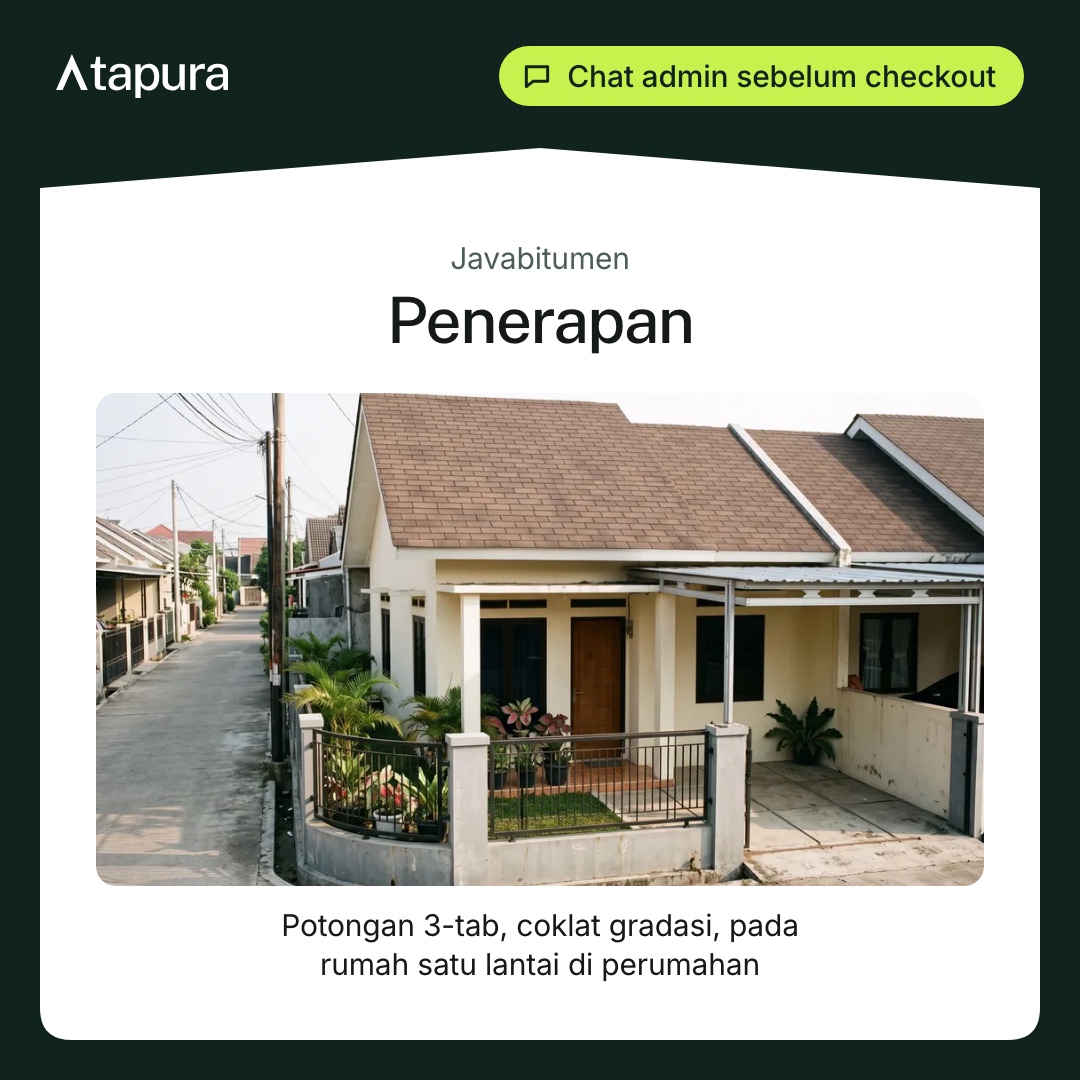 Atapura
Chat admin sebelum checkout
Javabitumen
Penerapan
Potongan 3-tab, coklat gradasi, pada
rumah satu lantai di perumahan